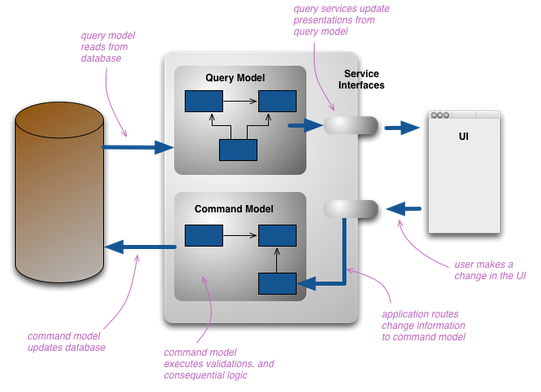 query services update
presentations from
query model
query model
reads from
database
Query Model
Service
Interfaces
UI
Command Model
user makes a
change in the UI
application routes
change information
to command model
command model
updates database
command model
executes validations, and
consequential logic